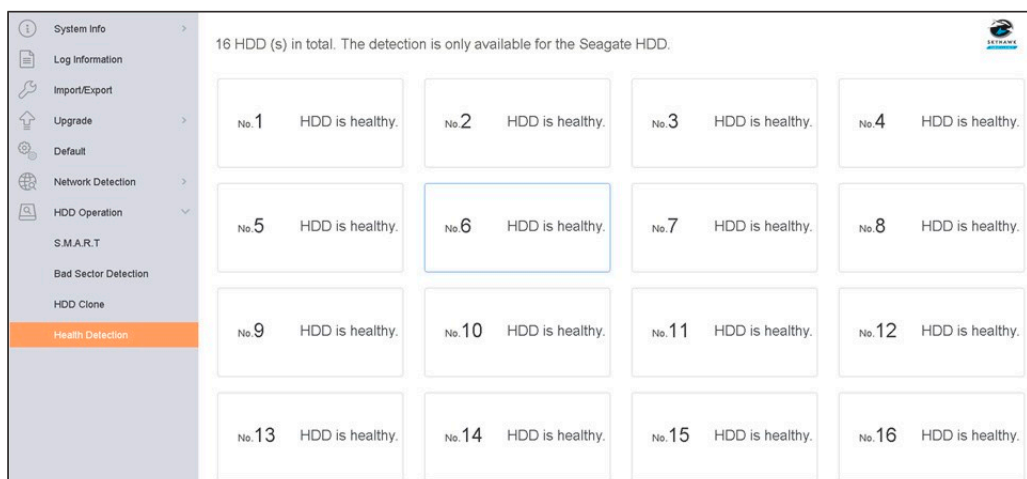 System Info
Log Information
Import/Export
Upgrade
Default
Network Detection
HDD Operation
S.M.A.R.T
Bad Sector Detection
HDD Clone
Health Detection
16 HDD (s) in total. The detection is only available for the Seagate HDD.
SKYHAWK
No.1 HDD is healthy.
No.2 HDD is healthy.
No.3 HDD is healthy.
No.4 HDD is healthy.
No.5 HDD is healthy.
No.6 HDD is healthy.
No.7 HDD is healthy.
No.8 HDD is healthy.
No.9 HDD is healthy.
No.10 HDD is healthy.
No.11 HDD is healthy.
No.12 HDD is healthy.
No.13 HDD is healthy.
No.14 HDD is healthy.
No.15 HDD is healthy.
No.16 HDD is healthy.